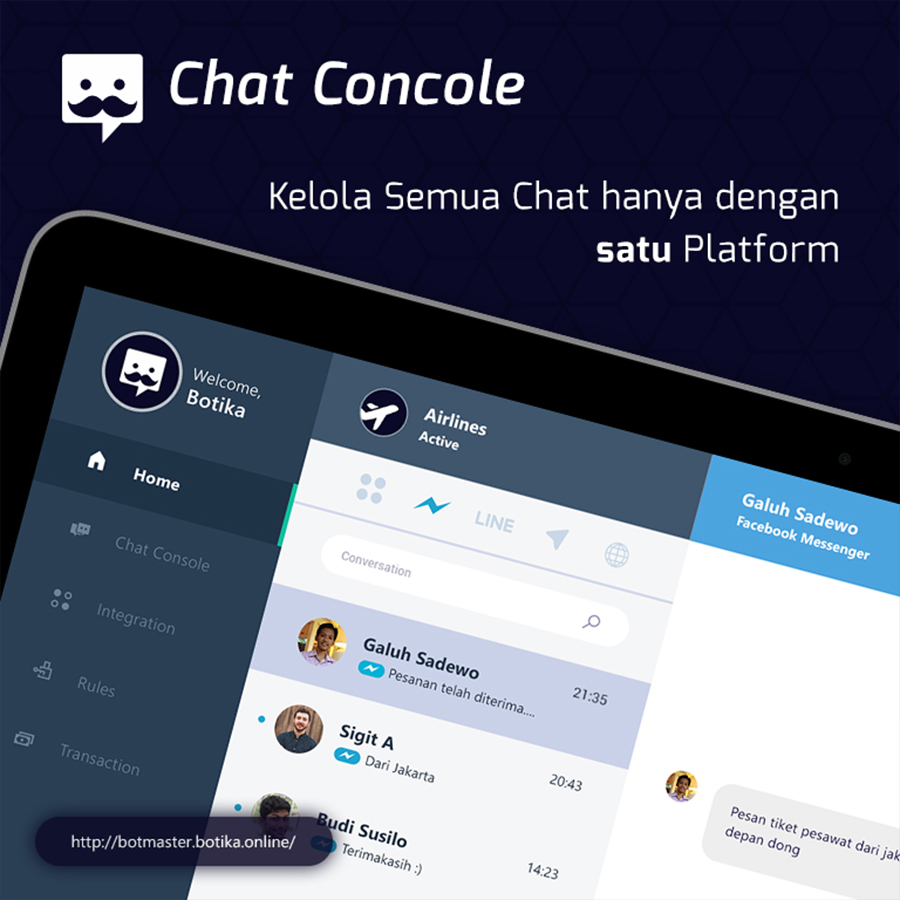 Chat Concole
Kelola Semua Chat hanya dengan
satu Platform
Welcome,
Botika
Home
Chat Console
Integration
Rules
Transaction
Airlines
Active
LINE
Conversation
Galuh Sadewo
Pesanan telah diterima....
21:35
Sigit A
Dari Jakarta
20:43
Budi Susilo
Terimakasih :)
14:23
Galuh Sadewo
Facebook Messenger
Pesan tiket pesawat dari jak
depan dong
http://botmaster.botika.online/